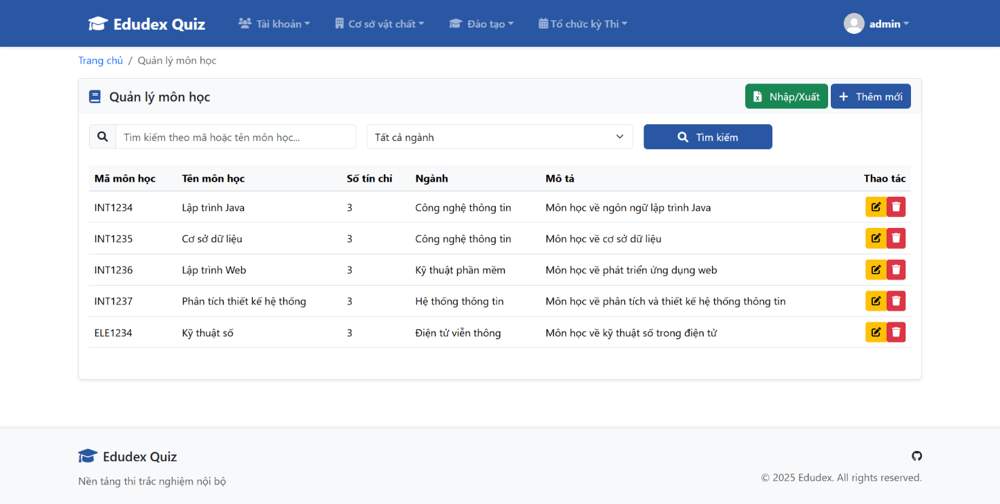 Edudex Quiz Tài khoản Cơ sở vật chất Đào tạo Tổ chức kỳ Thi admin
Trang chủ / Quản lý môn học
Quản lý môn học Nhập/Xuất Thêm mới
Tìm kiếm theo mã hoặc tên môn học... Tất cả ngành Tìm kiếm
Mã môn học Tên môn học Số tín chỉ Ngành Mô tả Thao tác
INT1234 Lập trình Java 3 Công nghệ thông tin Môn học về ngôn ngữ lập trình Java
INT1235 Cơ sở dữ liệu 3 Công nghệ thông tin Môn học về cơ sở dữ liệu
INT1236 Lập trình Web 3 Kỹ thuật phần mềm Môn học về phát triển ứng dụng web
INT1237 Phân tích thiết kế hệ thống 3 Hệ thống thông tin Môn học về phân tích và thiết kế hệ thống thông tin
ELE1234 Kỹ thuật số 3 Điện tử viễn thông Môn học về kỹ thuật số trong điện tử
Edudex Quiz
Nền tảng thi trắc nghiệm nội bộ
© 2025 Edudex. All rights reserved.